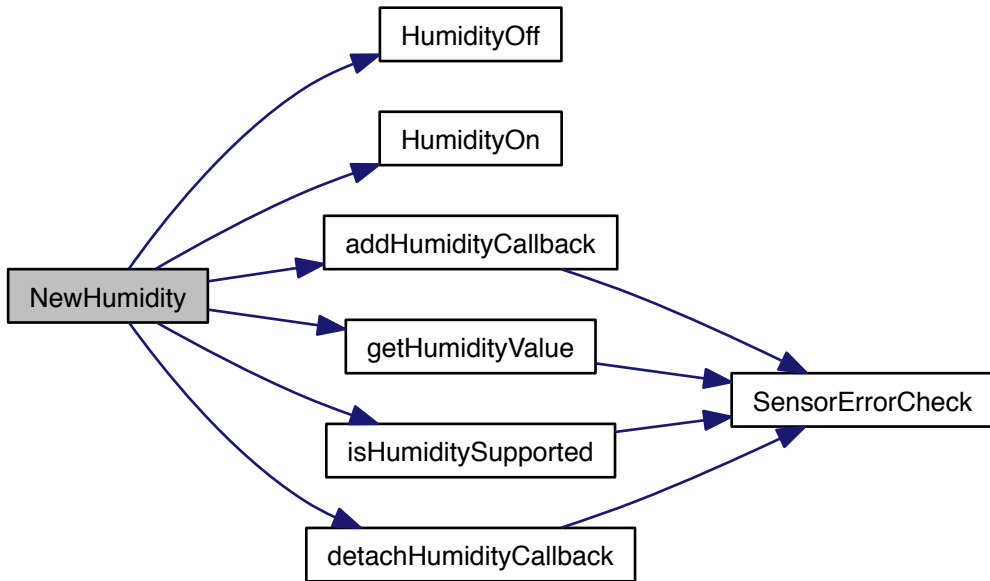 HumidityOff
HumidityOn
addHumidityCallback
NewHumidity
getHumidityValue
SensorErrorCheck
isHumiditySupported
detachHumidityCallback